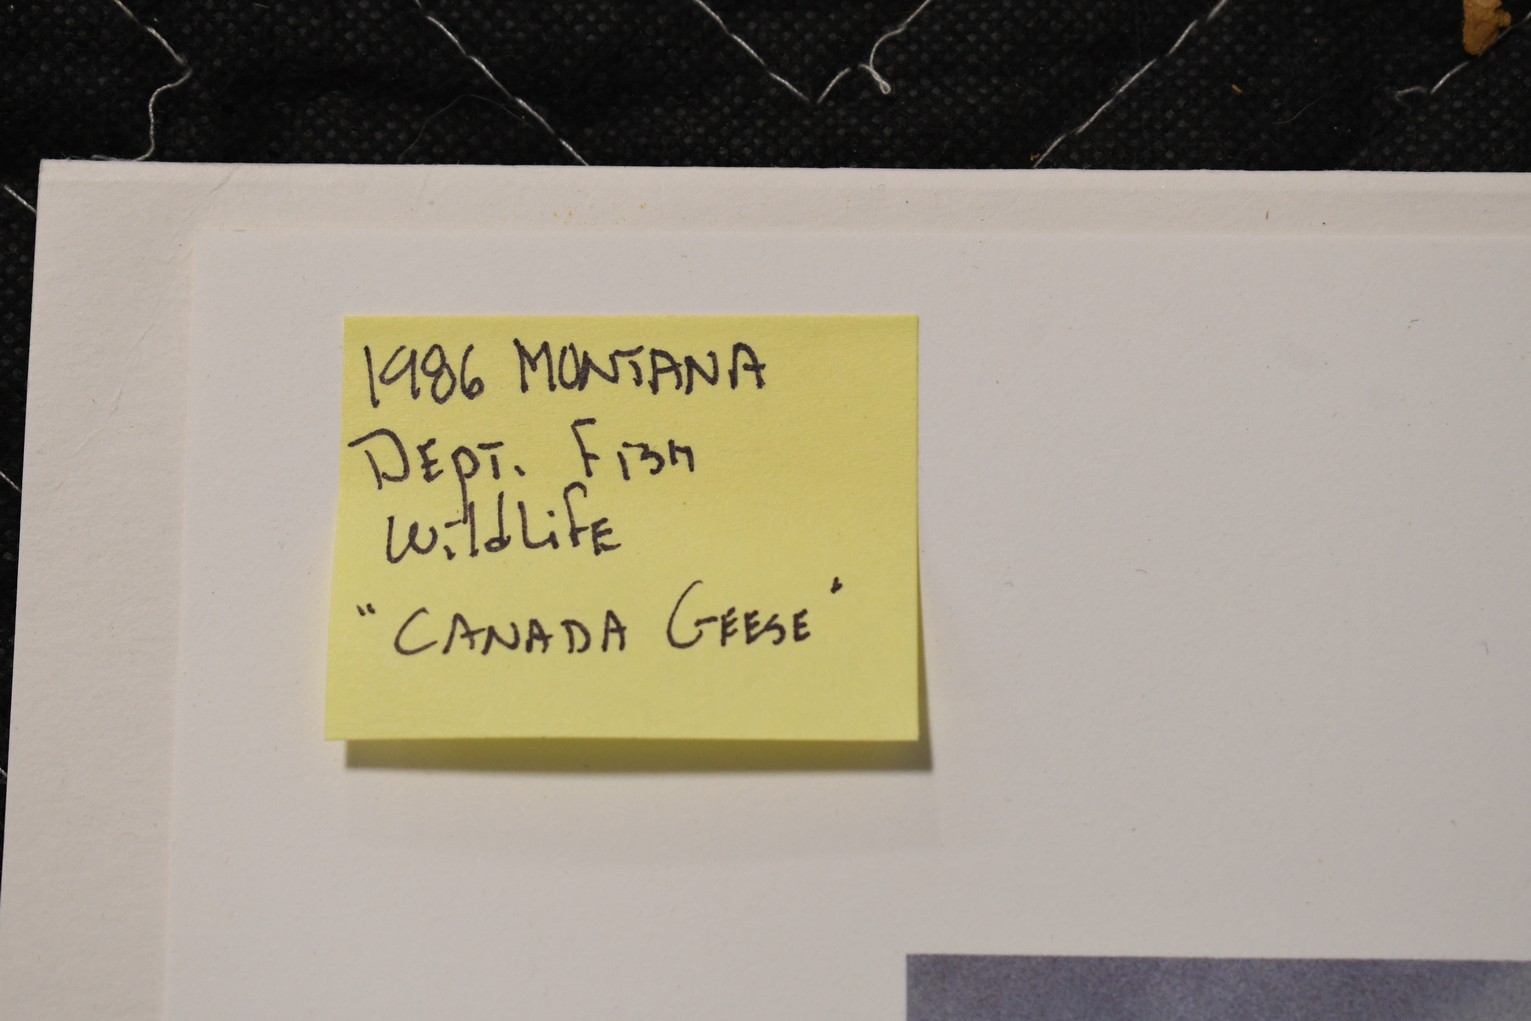 1986 MONTANA
DEPT. FISH
WildLiFE
"CANADA GEESE"